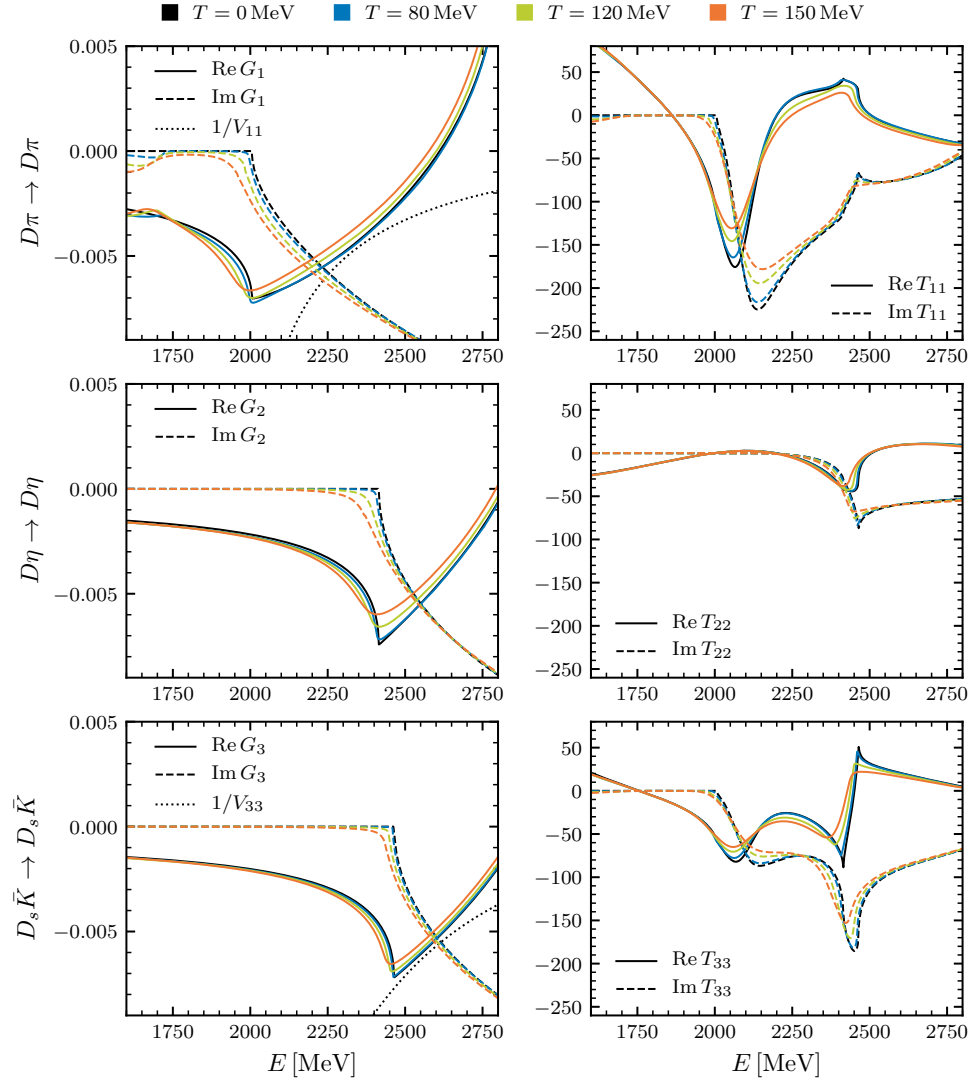 T = 0 MeV T = 80 MeV T = 120 MeV T = 150 MeV
Dπ → Dπ
0.005
0.000
−0.005
Re G₁
Im G₁
1/V₁₁
1750 2000 2250 2500 2750
50
0
−50
−100
−150
−200
−250
Re T₁₁
Im T₁₁
1750 2000 2250 2500 2750
Dη → Dη
0.005
0.000
−0.005
Re G₂
Im G₂
1750 2000 2250 2500 2750
50
0
−50
−100
−150
−200
−250
Re T₂₂
Im T₂₂
1750 2000 2250 2500 2750
DₛK̄ → DₛK̄
0.005
0.000
−0.005
Re G₃
Im G₃
1/V₃₃
1750 2000 2250 2500 2750
E [MeV]
50
0
−50
−100
−150
−200
−250
Re T₃₃
Im T₃₃
1750 2000 2250 2500 2750
E [MeV]